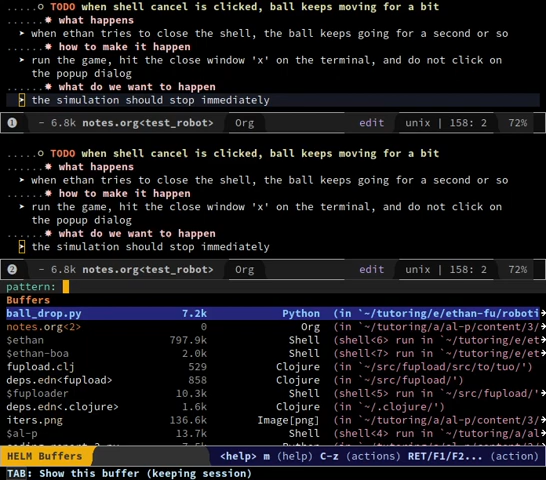 .....○ TODO when shell cancel is clicked, ball keeps moving for a bit
......✸ what happens
➤ when ethan tries to close the shell, the ball keeps going for a second or so
......✸ how to make it happen
➤ run the game, hit the close window 'x' on the terminal, and do not click on
the popup dialog
......✸ what do we want to happen
➤ the simulation should stop immediately
❶ - 6.8k notes.org<test_robot> Org edit unix | 158: 2 72%
.....○ TODO when shell cancel is clicked, ball keeps moving for a bit
......✸ what happens
➤ when ethan tries to close the shell, the ball keeps going for a second or so
......✸ how to make it happen
➤ run the game, hit the close window 'x' on the terminal, and do not click on
the popup dialog
......✸ what do we want to happen
➤ the simulation should stop immediately
❷ - 6.8k notes.org<test_robot> Org edit unix | 158: 2 72%
pattern:
Buffers
ball_drop.py 7.2k Python (in `~/tutoring/e/ethan-fu/roboti
notes.org<2> 0 Org (in `~/tutoring/a/al-p/content/3/
$ethan 797.9k Shell (shell<6> run in `~/tutoring/e/et
$ethan-boa 2.0k Shell (shell<7> run in `~/tutoring/e/et
fupload.clj 529 Clojure (in `~/src/fupload/src/to/tuo/')
deps.edn<fupload> 858 Clojure (in `~/src/fupload/')
$fuploader 10.3k Shell (shell<5> run in `~/src/fupload/'
deps.edn<.clojure> 1.6k Clojure (in `~/.clojure/')
iters.png 136.6k Image[png] (in `~/tutoring/a/al-p/content/3/
$al-p 13.7k Shell (shell<4> run in `~/tutoring/a/al
HELM Buffers <help> m (help) C-z (actions) RET/F1/F2... (action)
TAB: Show this buffer (keeping session)